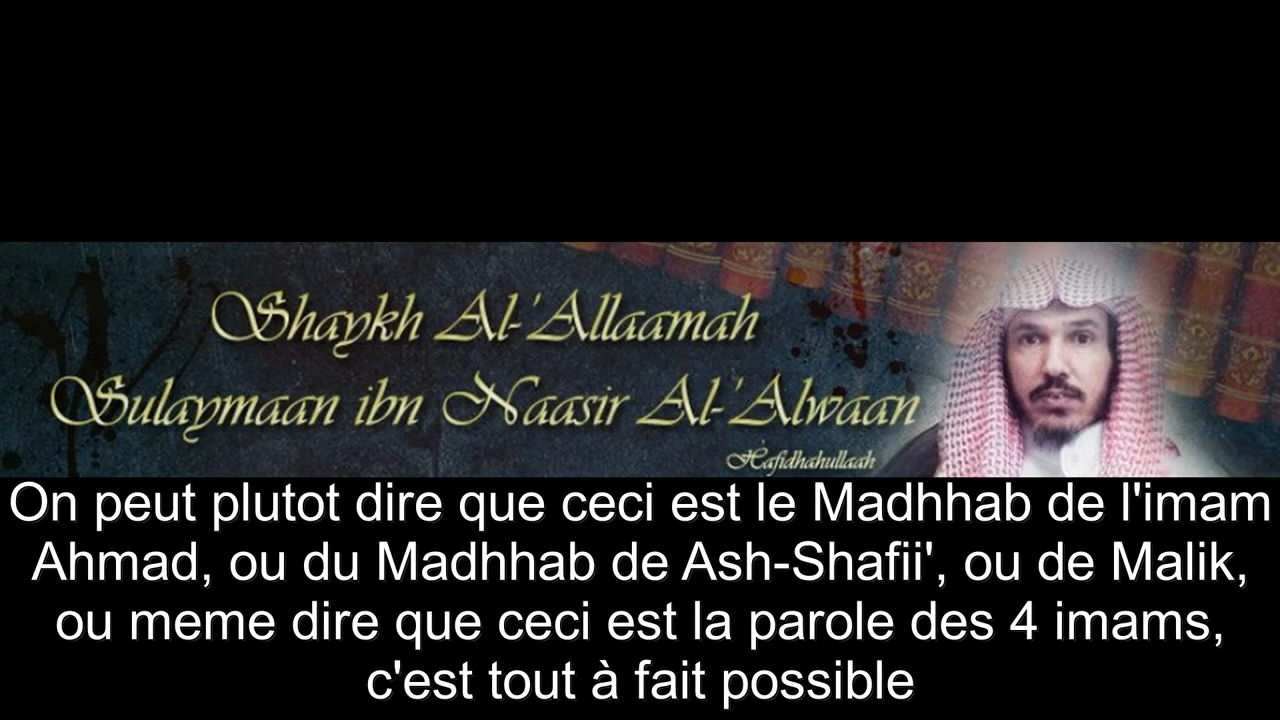 Shaykh Al-'Allaamah
Sulaymaan ibn Naasir Al-'Alwaan
Hafidhahullaah
On peut plutot dire que ceci est le Madhhab de l'imam
Ahmad, ou du Madhhab de Ash-Shafii', ou de Malik,
ou meme dire que ceci est la parole des 4 imams,
c'est tout à fait possible